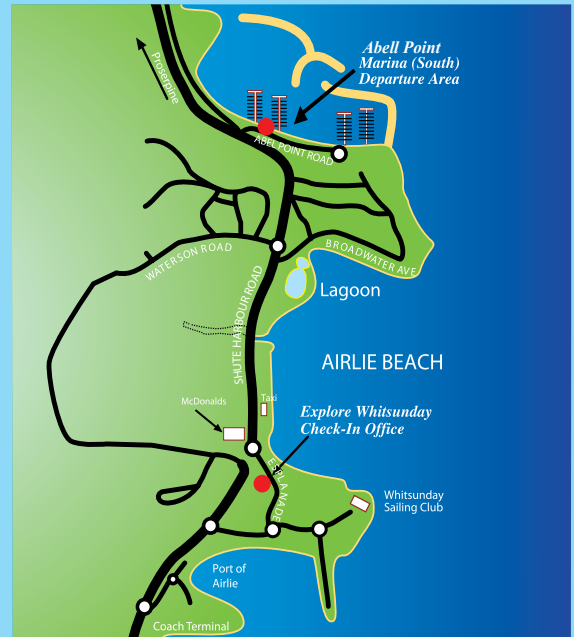 Abell Point
Marina (South)
Departure Area
Proserpine
ABEL POINT ROAD
WATERSON ROAD
BROADWATER AVE
Lagoon
SHUTE HARBOUR ROAD
AIRLIE BEACH
McDonalds
Taxi
Explore Whitsunday
Check-In Office
ESPLANADE
Whitsunday
Sailing Club
Port of
Airlie
Coach Terminal